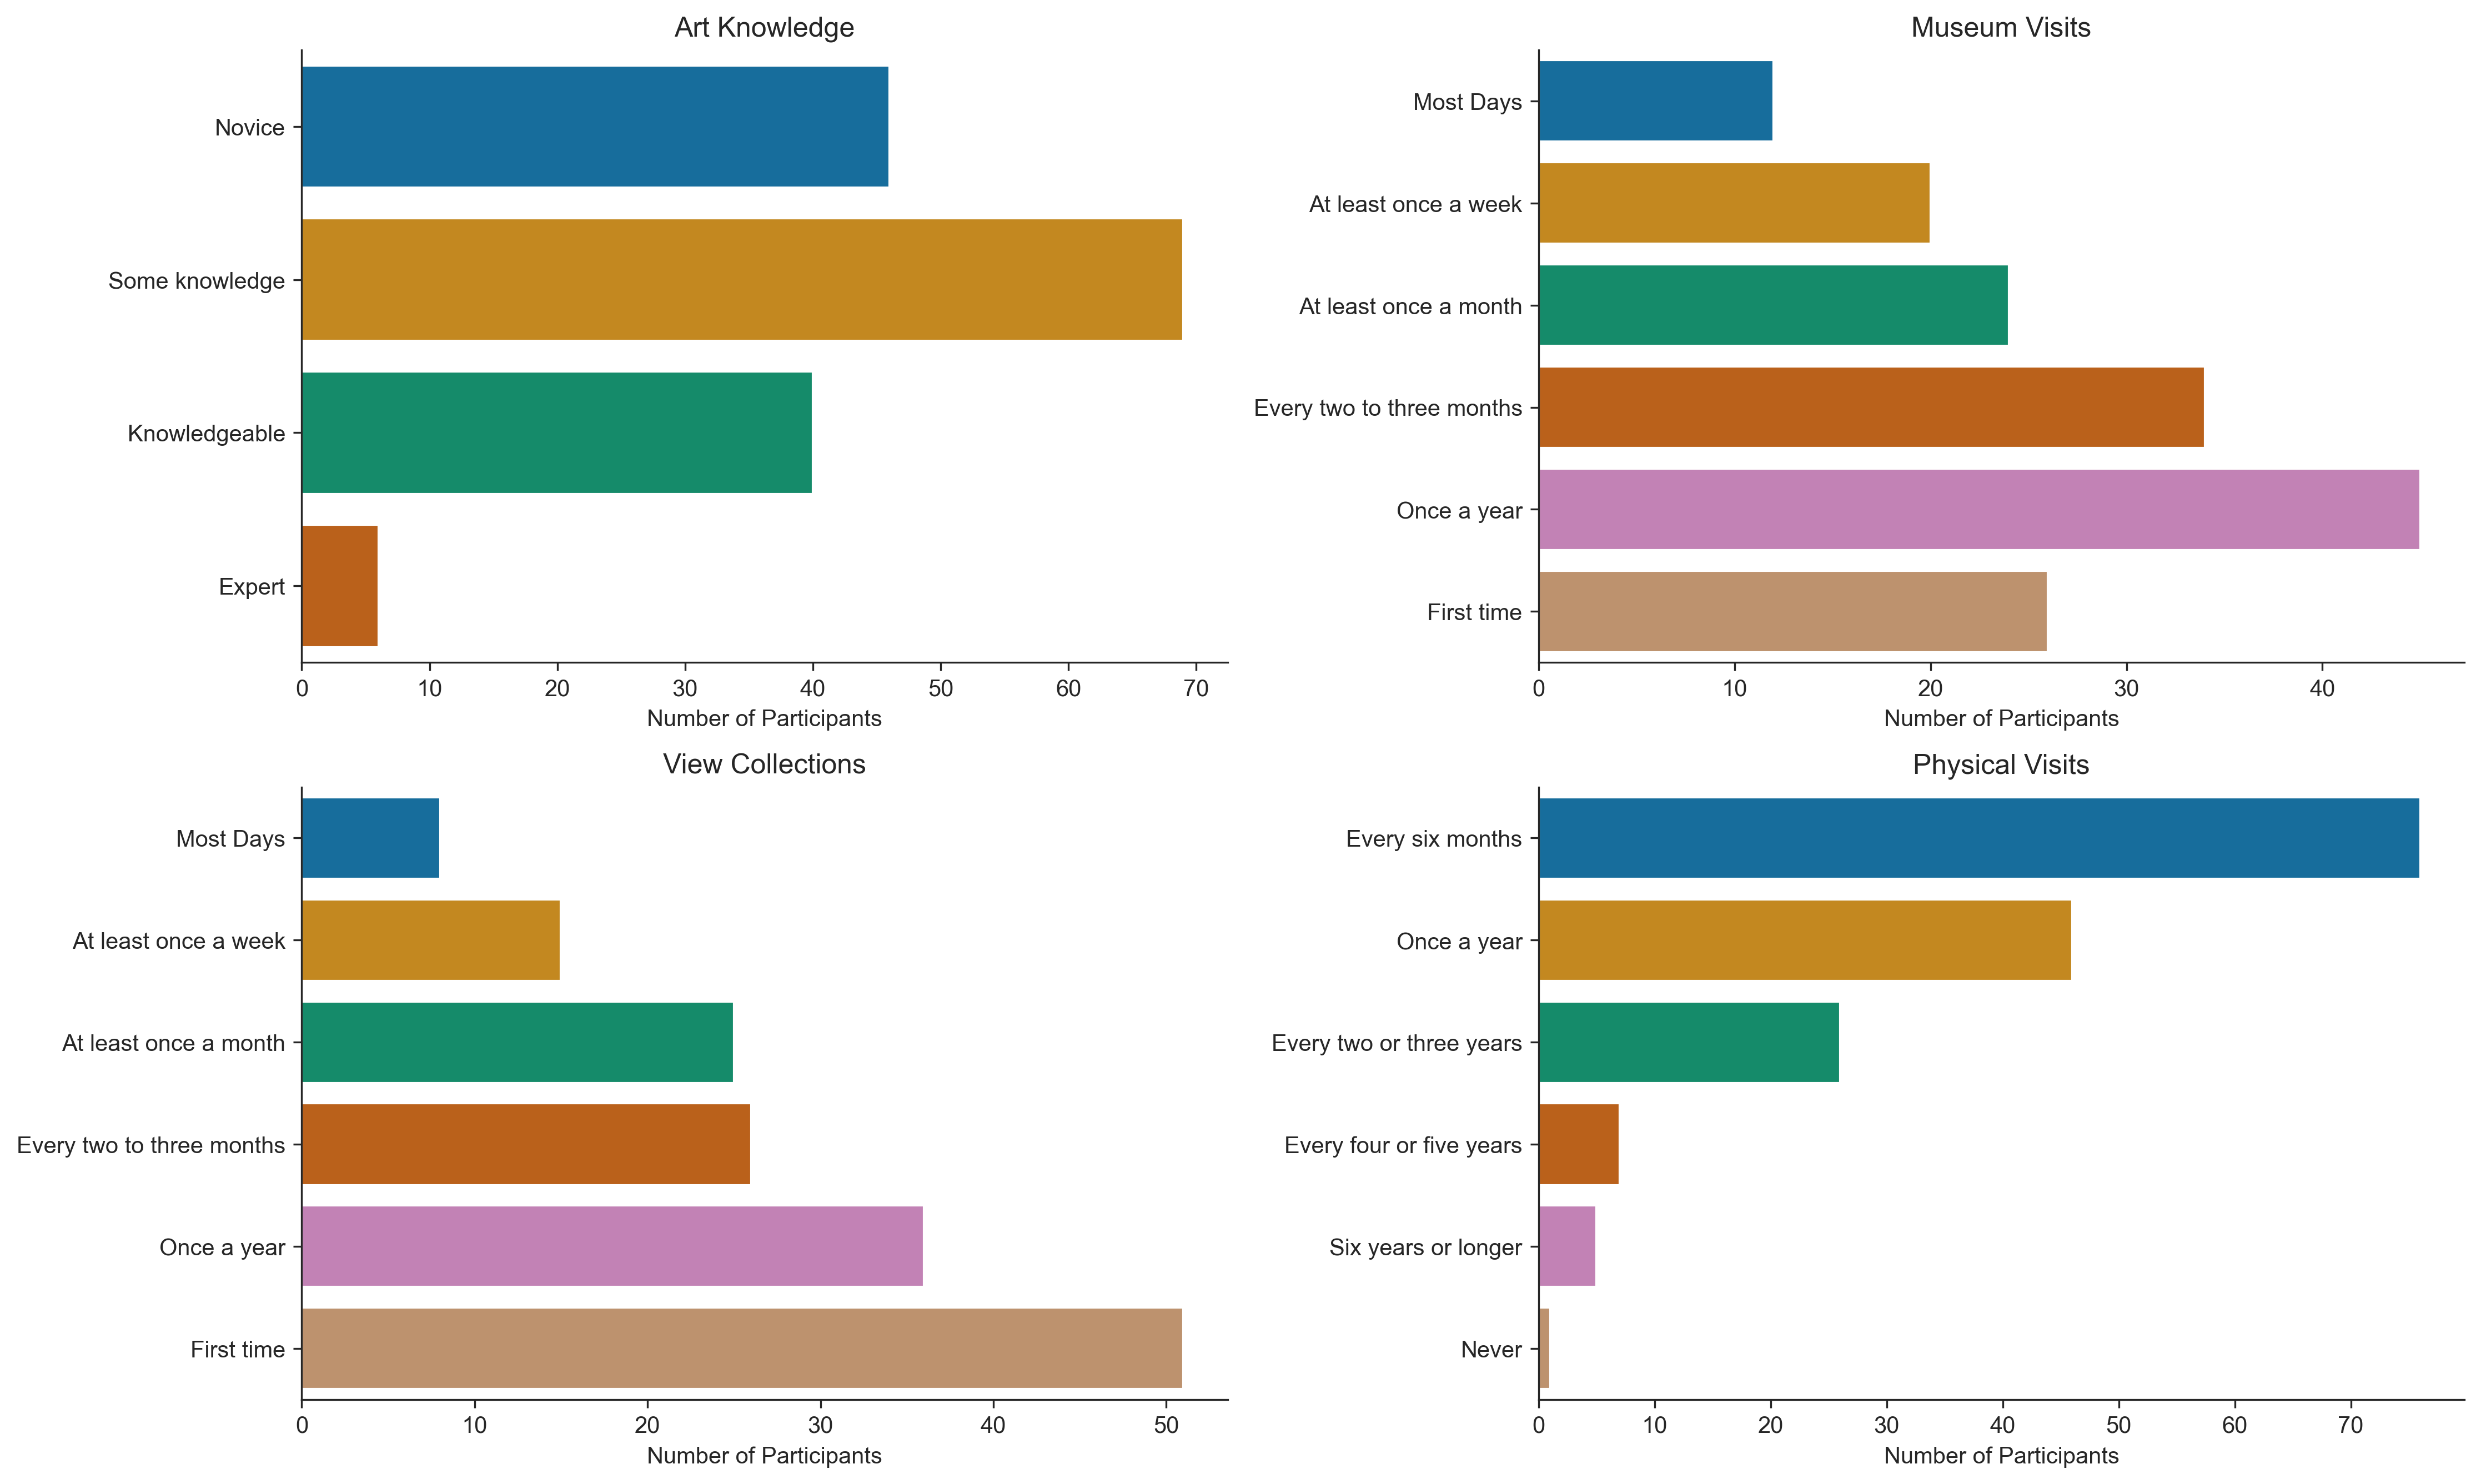 Art Knowledge
Novice
Some knowledge
Knowledgeable
Expert
0 10 20 30 40 50 60 70
Number of Participants
Museum Visits
Most Days
At least once a week
At least once a month
Every two to three months
Once a year
First time
0 10 20 30 40
Number of Participants
View Collections
Most Days
At least once a week
At least once a month
Every two to three months
Once a year
First time
0 10 20 30 40 50
Number of Participants
Physical Visits
Every six months
Once a year
Every two or three years
Every four or five years
Six years or longer
Never
0 10 20 30 40 50 60 70
Number of Participants